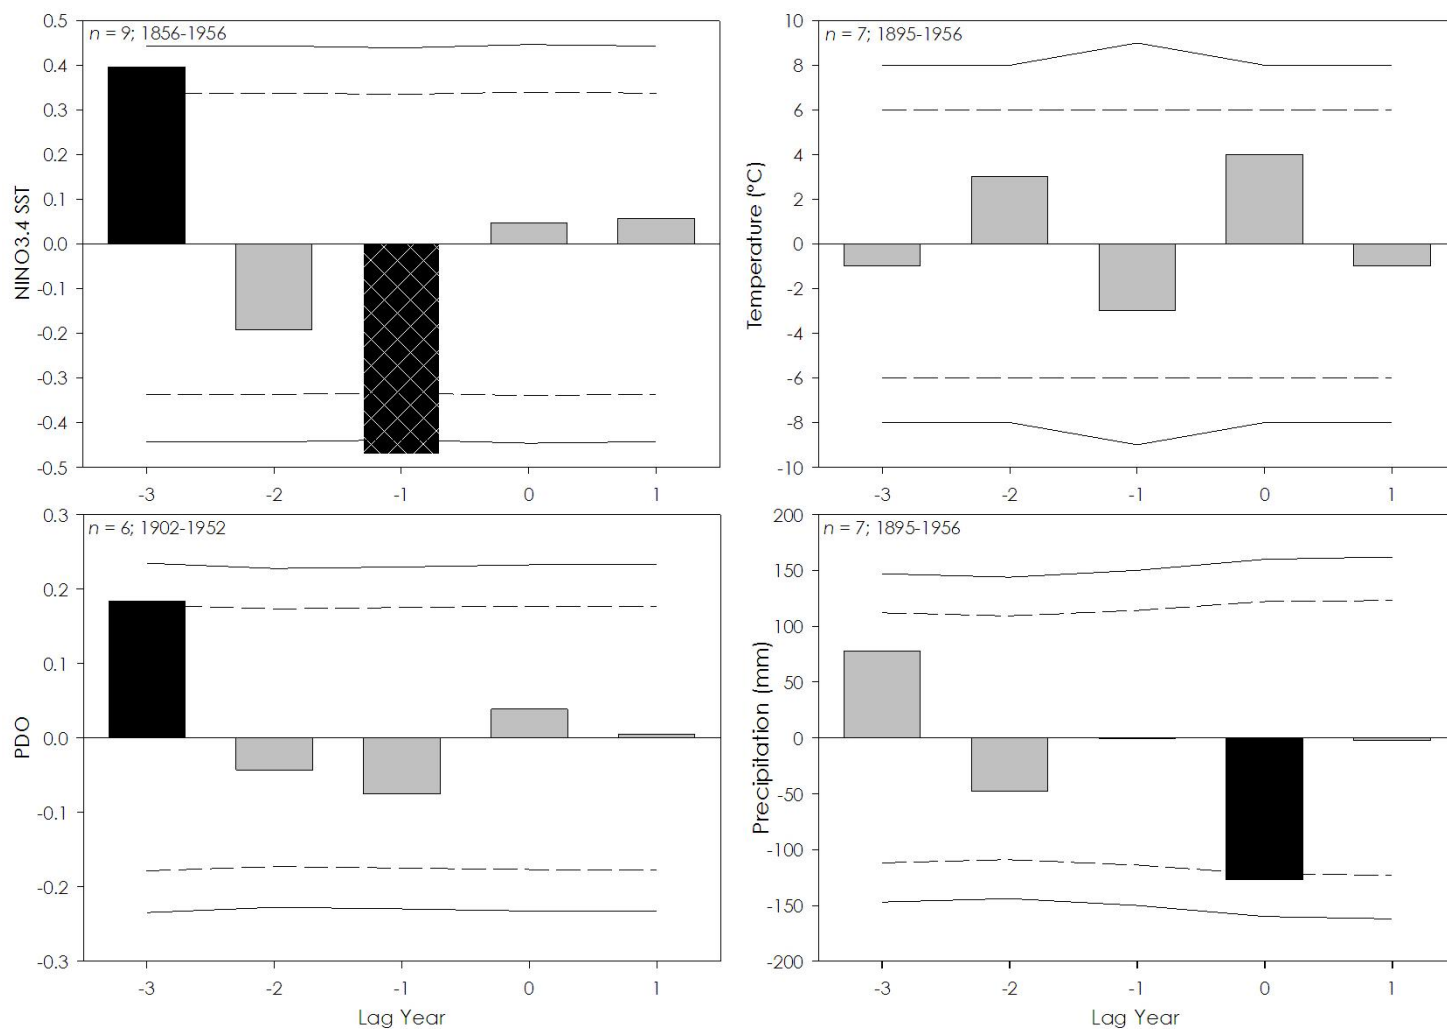 n = 9; 1856-1956
NINO3.4 SST
0.5
0.4
0.3
0.2
0.1
0.0
-0.1
-0.2
-0.3
-0.4
-0.5
-3 -2 -1 0 1
n = 7; 1895-1956
Temperature (ºC)
10
8
6
4
2
0
-2
-4
-6
-8
-10
-3 -2 -1 0 1
n = 6; 1902-1952
PDO
0.3
0.2
0.1
0.0
-0.1
-0.2
-0.3
-3 -2 -1 0 1
Lag Year
n = 7; 1895-1956
Precipitation (mm)
200
150
100
50
0
-50
-100
-150
-200
-3 -2 -1 0 1
Lag Year